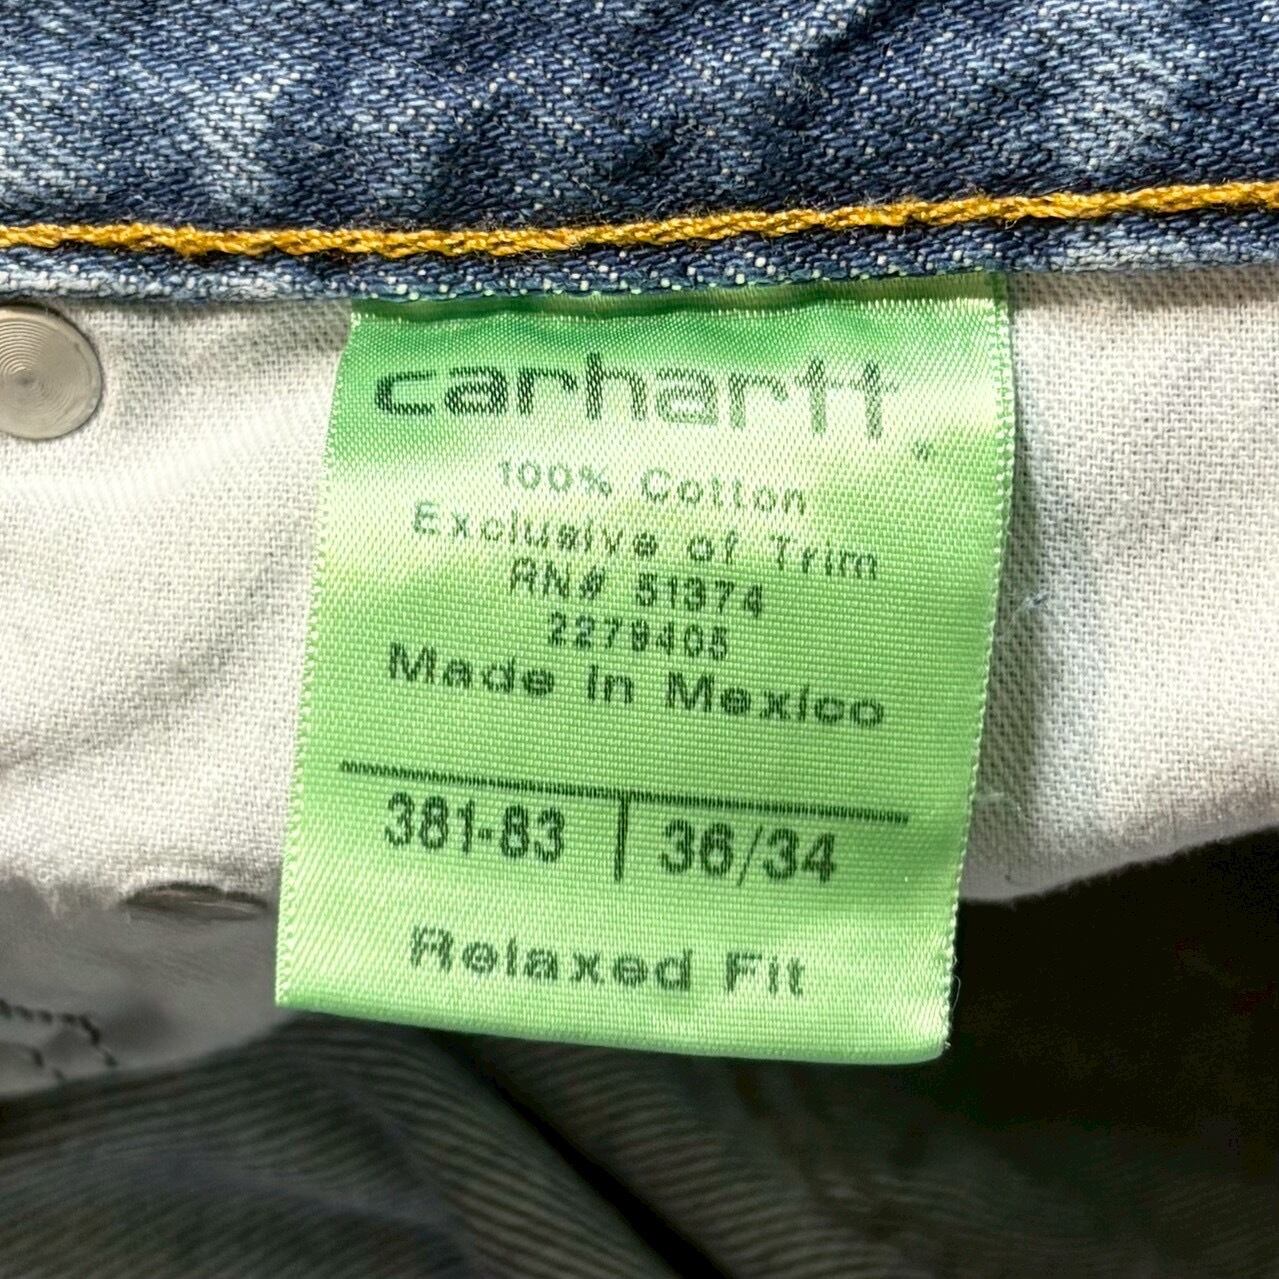 carhartt
100% Cotton
Exclusive of Trim
RN# 51374
2279405
Made in Mexico
381-83 36/34
Relaxed Fit